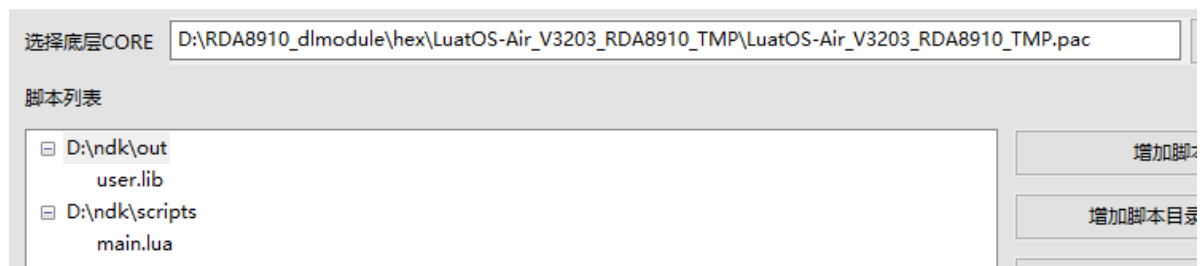 选择底层CORE D:\RDA8910_dlmodule\hex\LuatOS-Air_V3203_RDA8910_TMP\LuatOS-Air_V3203_RDA8910_TMP.pac
脚本列表
D:\ndk\out
user.lib
增加脚本
D:\ndk\scripts
增加脚本目录
main.lua